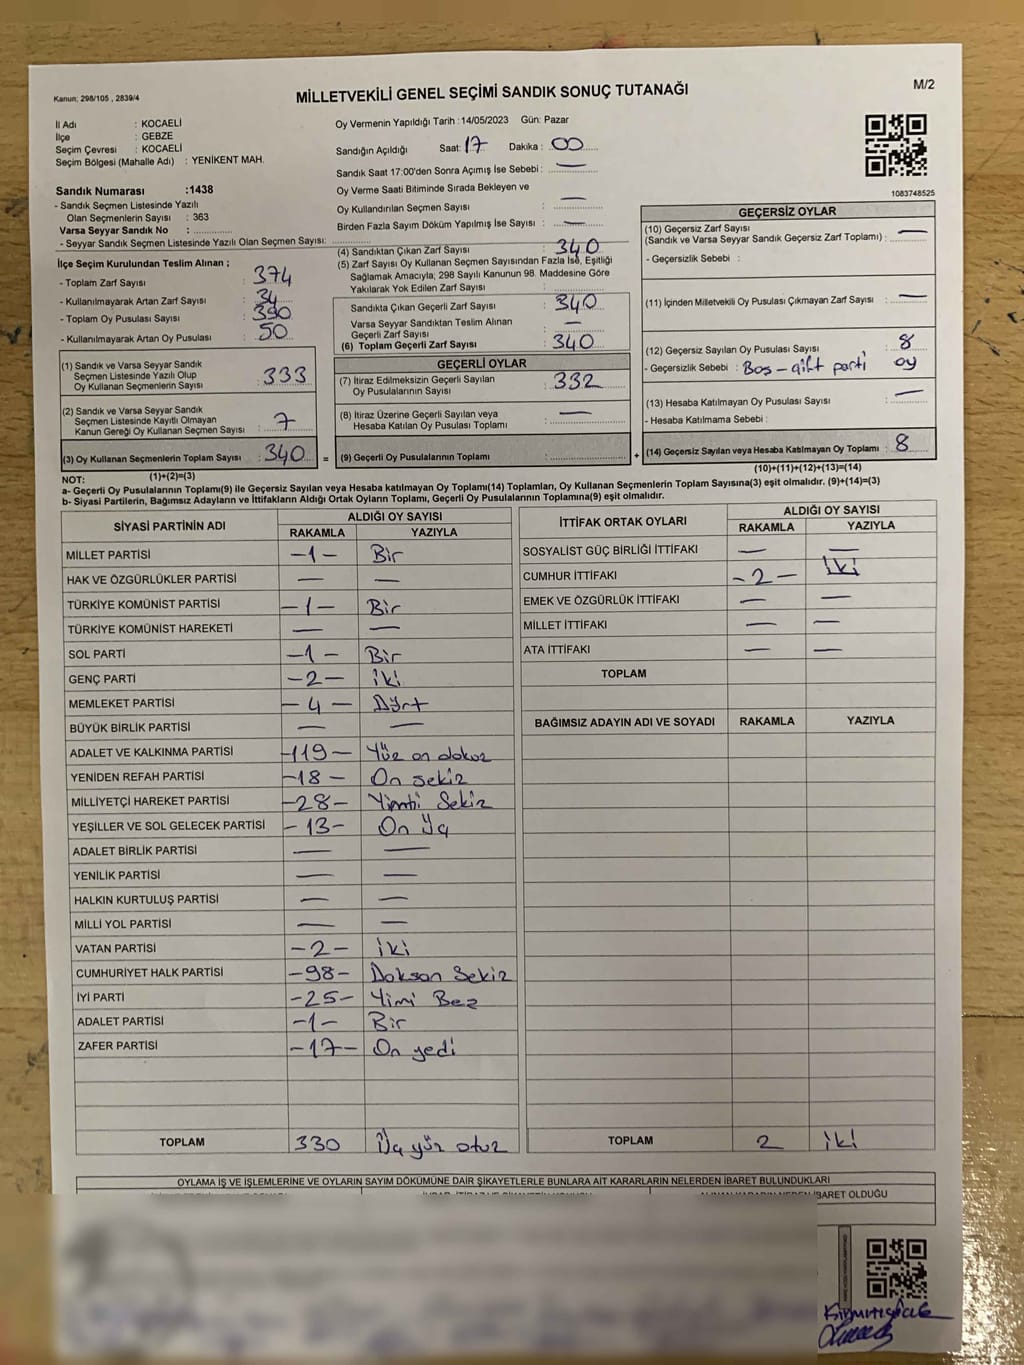 Kanun: 298/105 , 2839/4
MİLLETVEKİLİ GENEL SEÇİMİ SANDIK SONUÇ TUTANAĞI
M/2
İl Adı : KOCAELİ
İlçe : GEBZE
Seçim Çevresi : KOCAELİ
Seçim Bölgesi (Mahalle Adı) : YENİKENT MAH.
Sandık Numarası :1438
- Sandık Seçmen Listesinde Yazılı
Olan Seçmenlerin Sayısı : 363
Varsa Seyyar Sandık No :
- Seyyar Sandık Seçmen Listesinde Yazılı Olan Seçmen Sayısı:
Oy Vermenin Yapıldığı Tarih :14/05/2023 Gün: Pazar
Sandığın Açıldığı Saat: 17 Dakika : 00
Sandık Saat 17:00'den Sonra Açımış İse Sebebi : —
Oy Verme Saati Bitiminde Sırada Bekleyen ve
Oy Kullandırılan Seçmen Sayısı : —
Birden Fazla Sayım Döküm Yapılmış İse Sayısı : —
1083748525
İlçe Seçim Kurulundan Teslim Alınan ;
- Toplam Zarf Sayısı : 374
- Kullanılmayarak Artan Zarf Sayısı : 34
- Toplam Oy Pusulası Sayısı : 390
- Kullanılmayarak Artan Oy Pusulası : 50
(1) Sandık ve Varsa Seyyar Sandık
Seçmen Listesinde Yazılı Olup
Oy Kullanan Seçmenlerin Sayısı : 333
(2) Sandık ve Varsa Seyyar Sandık
Seçmen Listesinde Kayıtlı Olmayan
Kanun Gereği Oy Kullanan Seçmen Sayısı : 7
(3) Oy Kullanan Seçmenlerin Toplam Sayısı : 340
(1)+(2)=(3)
(4) Sandıktan Çıkan Zarf Sayısı : 340
(5) Zarf Sayısı Oy Kullanan Seçmen Sayısından Fazla İse, Eşitliği
Sağlamak Amacıyla; 298 Sayılı Kanunun 98. Maddesine Göre
Yakılarak Yok Edilen Zarf Sayısı :
Sandıkta Çıkan Geçerli Zarf Sayısı : 340
Varsa Seyyar Sandıktan Teslim Alınan
Geçerli Zarf Sayısı : —
(6) Toplam Geçerli Zarf Sayısı : 340
GEÇERLİ OYLAR
(7) İtiraz Edilmeksizin Geçerli Sayılan
Oy Pusulalarının Sayısı : 332
(8) İtiraz Üzerine Geçerli Sayılan veya
Hesaba Katılan Oy Pusulası Toplamı : —
= (9) Geçerli Oy Pusulalarının Toplamı :
GEÇERSİZ OYLAR
(10) Geçersiz Zarf Sayısı
(Sandık ve Varsa Seyyar Sandık Geçersiz Zarf Toplamı) : —
- Geçersizlik Sebebi :
(11) İçinden Milletvekili Oy Pusulası Çıkmayan Zarf Sayısı : —
(12) Geçersiz Sayılan Oy Pusulası Sayısı : 8
- Geçersizlik Sebebi : Boş - çift parti oy
(13) Hesaba Katılmayan Oy Pusulası Sayısı : —
- Hesaba Katılmama Sebebi :
+ (14) Geçersiz Sayılan veya Hesaba Katılmayan Oy Toplamı : 8
(10)+(11)+(12)+(13)=(14)
NOT:
a- Geçerli Oy Pusulalarının Toplamı(9) ile Geçersiz Sayılan veya Hesaba katılmayan Oy Toplamı(14) Toplamları, Oy Kullanan Seçmenlerin Toplam Sayısına(3) eşit olmalıdır. (9)+(14)=(3)
b- Siyasi Partilerin, Bağımsız Adayların ve İttifakların Aldığı Ortak Oyların Toplamı, Geçerli Oy Pusulalarının Toplamına(9) eşit olmalıdır.
SİYASİ PARTİNİN ADI ALDIĞI OY SAYISI
RAKAMLA YAZIYLA
MİLLET PARTİSİ -1- Bir
HAK VE ÖZGÜRLÜKLER PARTİSİ — —
TÜRKİYE KOMÜNİST PARTİSİ -1- Bir
TÜRKİYE KOMÜNİST HAREKETİ — —
SOL PARTİ -1- Bir
GENÇ PARTİ -2- iki
MEMLEKET PARTİSİ -4- Dört
BÜYÜK BİRLİK PARTİSİ — —
ADALET VE KALKINMA PARTİSİ -119- Yüz on dokuz
YENİDEN REFAH PARTİSİ -18- On sekiz
MİLLİYETÇİ HAREKET PARTİSİ -28- Yirmi Sekiz
YEŞİLLER VE SOL GELECEK PARTİSİ -13- On Üç
ADALET BİRLİK PARTİSİ — —
YENİLİK PARTİSİ — —
HALKIN KURTULUŞ PARTİSİ — —
MİLLİ YOL PARTİSİ — —
VATAN PARTİSİ -2- iki
CUMHURİYET HALK PARTİSİ -98- Doksan Sekiz
İYİ PARTİ -25- Yimi Beş
ADALET PARTİSİ -1- Bir
ZAFER PARTİSİ -17- On yedi
TOPLAM 330 Üç yüz otuz
İTTİFAK ORTAK OYLARI ALDIĞI OY SAYISI
RAKAMLA YAZIYLA
SOSYALİST GÜÇ BİRLİĞİ İTTİFAKI — —
CUMHUR İTTİFAKI -2- iki
EMEK VE ÖZGÜRLÜK İTTİFAKI — —
MİLLET İTTİFAKI — —
ATA İTTİFAKI — —
TOPLAM
BAĞIMSIZ ADAYIN ADI VE SOYADI RAKAMLA YAZIYLA
TOPLAM 2 iki
OYLAMA İŞ VE İŞLEMLERİNE VE OYLARIN SAYIM DÖKÜMÜNE DAİR ŞİKAYETLERLE BUNLARA AİT KARARLARIN NELERDEN İBARET BULUNDUKLARI
İBARET OLDUĞU